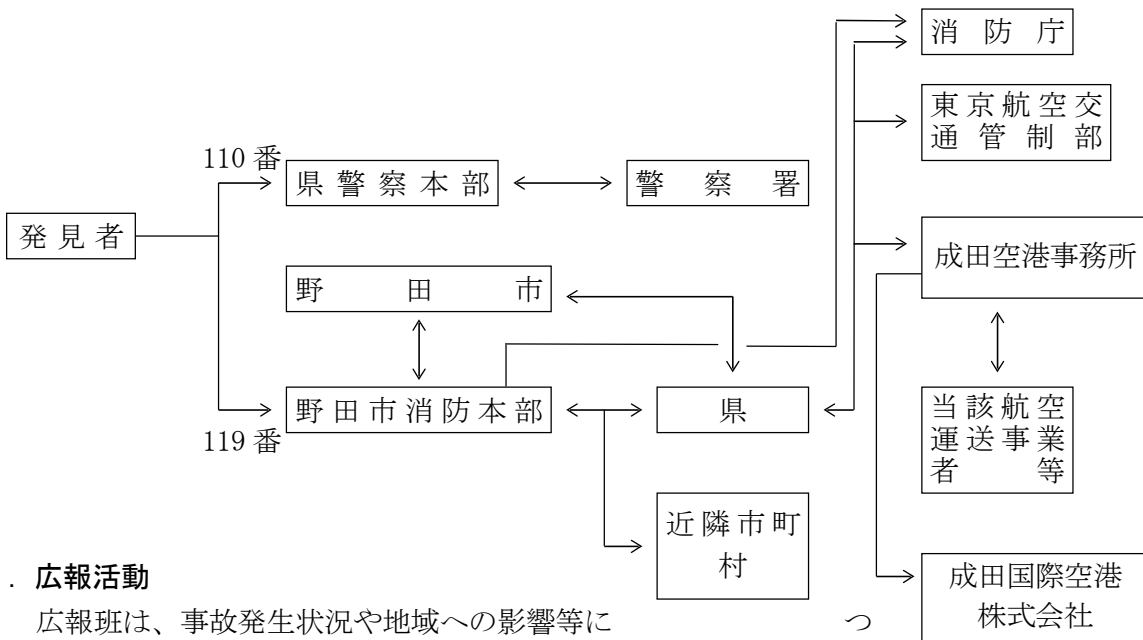 消防庁
東京航空交
通管制部
110番
県警察本部
警察署
発見者
成田空港事務所
野田市
野田市消防本部
県
119番
当該航空
運送事業
者等
近隣市町
村
成田国際空港
株式会社
. 広報活動
広報班は、事故発生状況や地域への影響等に つ